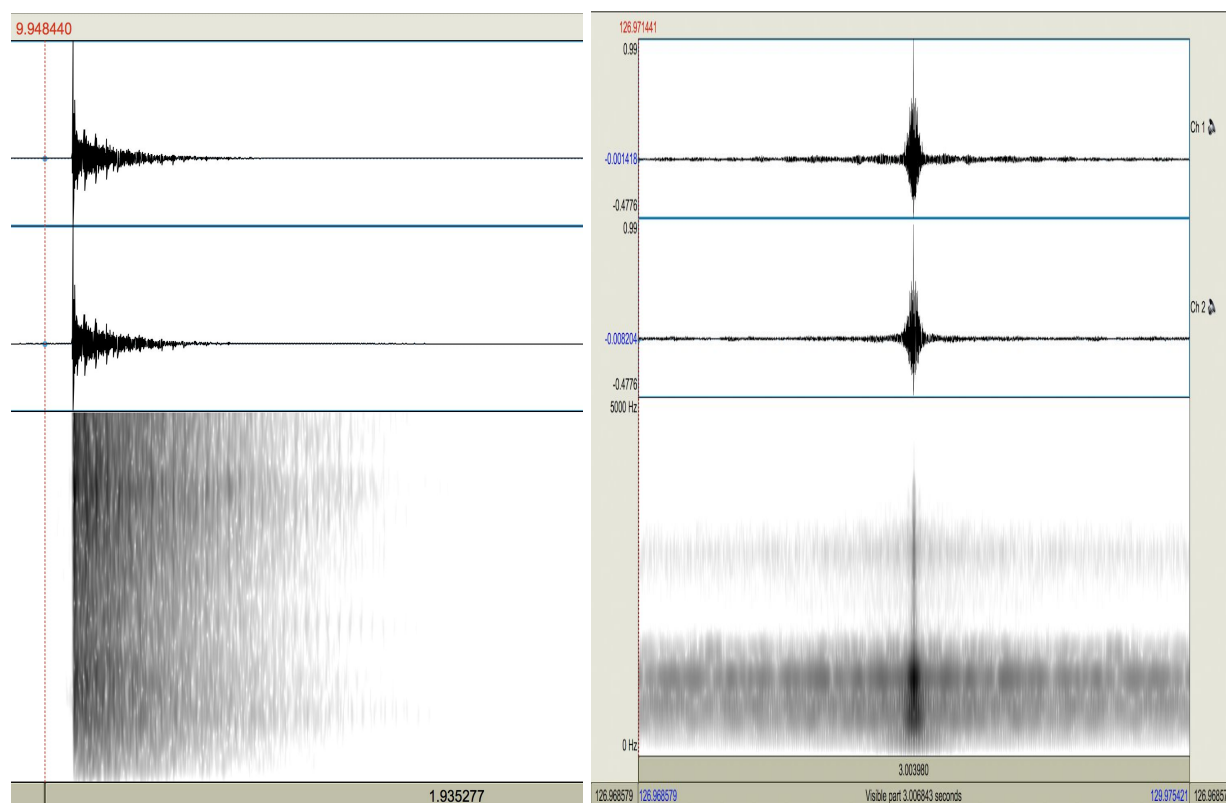 9.948440
1.935277
126.971441
0.99
-0.001418
-0.4776
Ch 1
0.99
-0.008204
-0.4776
Ch 2
5000 Hz
0 Hz
3.003980
126.968579
126.968579
Visible part 3.006843 seconds
129.975421